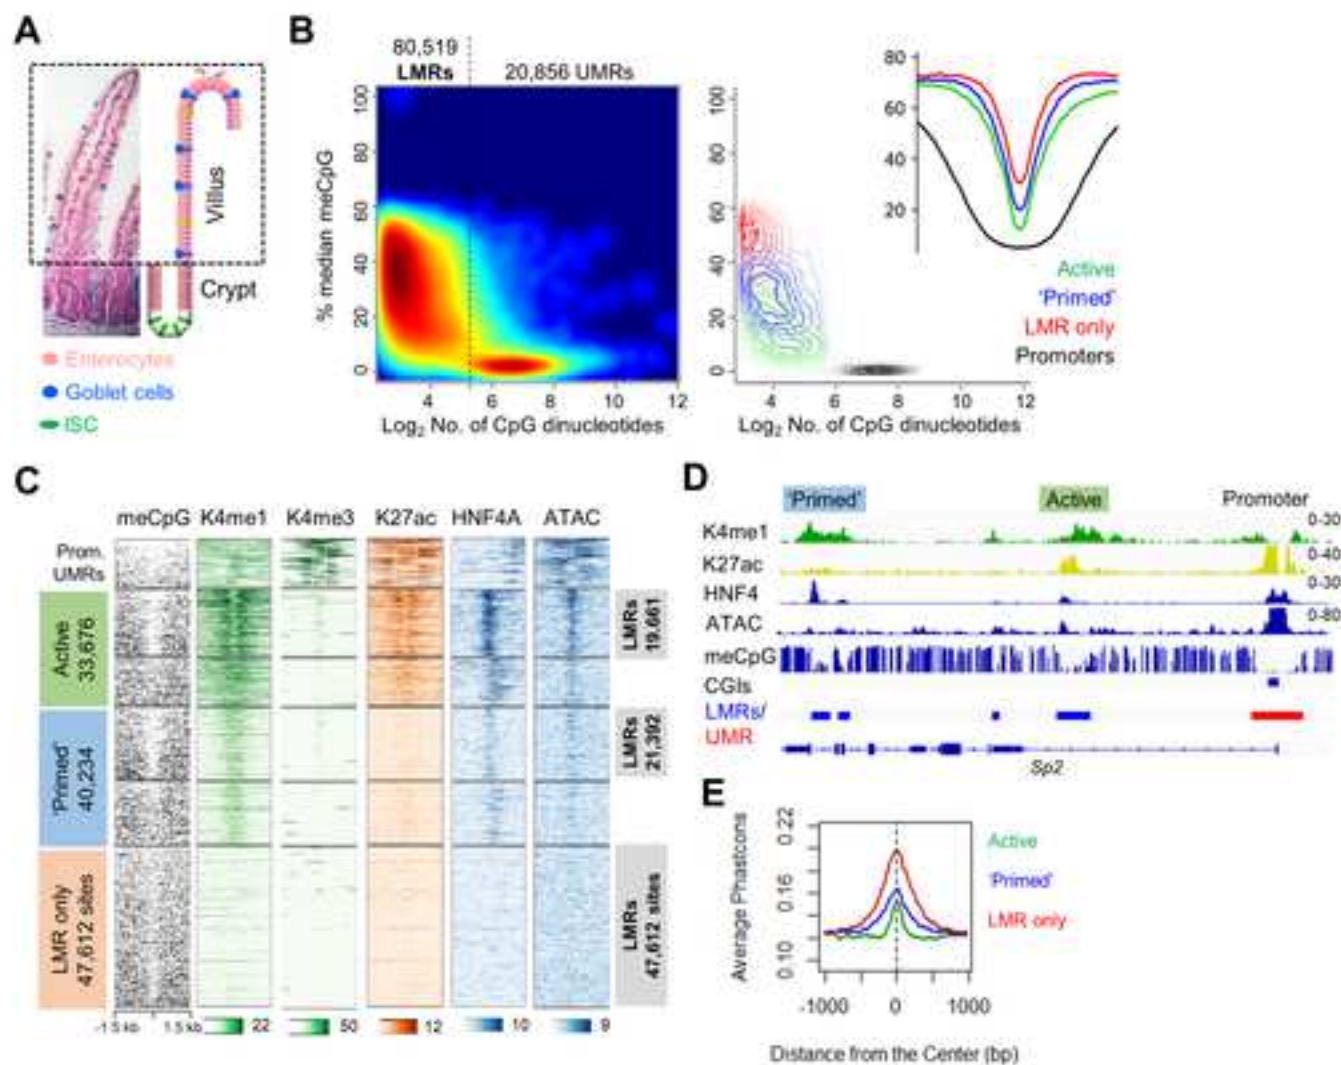 A
Villus
Crypt
Enterocytes
Goblet cells
ISC
B
80,519
LMRs
20,856 UMRs
% median meCpG
100
80
60
40
20
0
4
6
8
10
12
Log2 No. of CpG dinucleotides
100
80
60
40
20
0
4
6
8
10
12
Log2 No. of CpG dinucleotides
80
60
40
20
Active
'Primed'
LMR only
Promoters
C
meCpG K4me1 K4me3 K27ac HNF4A ATAC
Prom.
UMRs
Active
33,676
'Primed'
40,234
LMR only
47,612 sites
LMRs
19,661
LMRs
21,392
LMRs
47,612 sites
-1.5 kb 1.5 kb 22 50 12 10 9
D
'Primed' Active Promoter
K4me1 0-30
K27ac 0-40
HNF4 0-30
ATAC 0-80
meCpG
CGIs
LMRs/
UMR
Sp2
E
Average Phastcons
0.22
0.16
0.10
-1000 0 1000
Distance from the Center (bp)
Active
'Primed'
LMR only